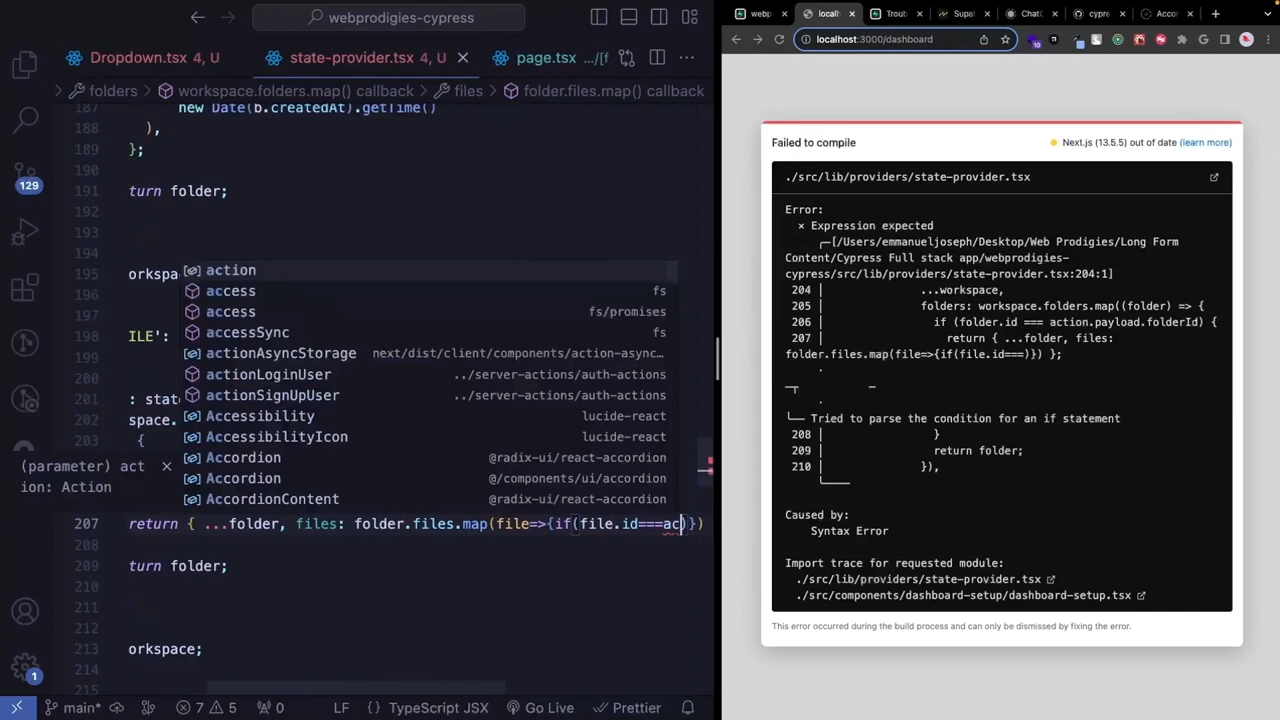 webprodigies-cypress
Dropdown.tsx 4, U
state-provider.tsx 4, U
page.tsx .../[f
folders > workspace.folders.map() callback > files > folder.files.map() callback
187 new Date(b.createdAt).getTime()
188 ),
189 };
190
191 turn folder;
192
193
194
195 orkspa
196
197
198 ILE':
199
200
201 : stat
202 space.
203 {
action
access fs
access fs/promises
accessSync fs
actionAsyncStorage next/dist/client/components/action-async…
actionLoginUser ../server-actions/auth-actions
actionSignUpUser ../server-actions/auth-actions
Accessibility lucide-react
AccessibilityIcon lucide-react
Accordion @radix-ui/react-accordion
Accordion @/components/ui/accordion
AccordionContent @radix-ui/react-accordion
(parameter) act
ion: Action
207 return { ...folder, files: folder.files.map(file=>{if(file.id===ac)})
208
209 turn folder;
210
211
212
213 orkspace;
214
215
129
1
main* 7 5 0 LF {} TypeScript JSX Go Live Prettier
webp
localh
Troub
Supal
ChatG
cypre
Accor
localhost:3000/dashboard
10
Failed to compile
Next.js (13.5.5) out of date (learn more)
./src/lib/providers/state-provider.tsx
Error:
× Expression expected
╭─[/Users/emmanueljoseph/Desktop/Web Prodigies/Long Form
Content/Cypress Full stack app/webprodigies-
cypress/src/lib/providers/state-provider.tsx:204:1]
204 | ...workspace,
205 | folders: workspace.folders.map((folder) => {
206 | if (folder.id === action.payload.folderId) {
207 | return { ...folder, files:
folder.files.map(file=>{if(file.id===)}) };
╰── Tried to parse the condition for an if statement
208 | }
209 | return folder;
210 | }),
Caused by:
Syntax Error
Import trace for requested module:
./src/lib/providers/state-provider.tsx
./src/components/dashboard-setup/dashboard-setup.tsx
This error occurred during the build process and can only be dismissed by fixing the error.